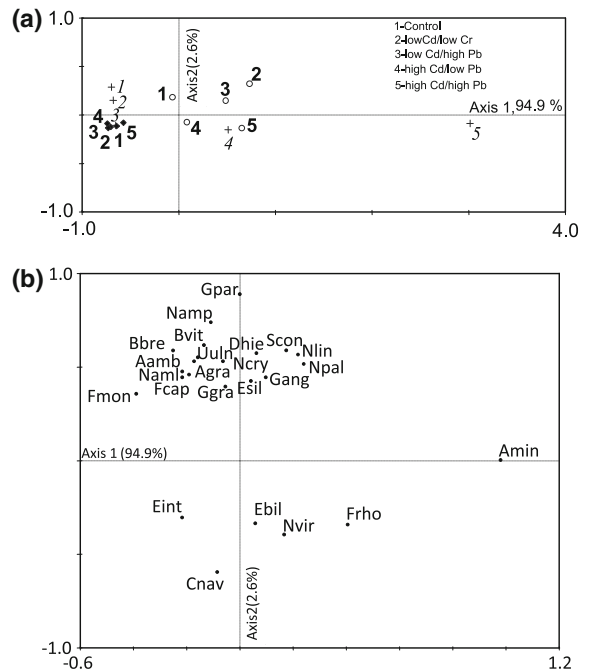 (a)
1.0
Axis2(2.6%)
1-Control
2-lowCd/low Cr
3-low Cd/high Pb
4-high Cd/low Pb
5-high Cd/high Pb
1 2 3 4 5
1 2 3 4 5
4 3 2 1 5
Axis 1,94.9 %
-1.0
-1.0 4.0
(b)
1.0
Gpar
Namp
Bvit
Bbre
Uuln
Dhie
Scon
Nlin
Aamb
Naml
Agra
Ncry
Npal
Fcap
Ggra
Esil
Gang
Fmon
Axis 1 (94.9%)
Amin
Eint
Ebil
Nvir
Frho
Cnav
Axis2(2.6%)
-1.0
-0.6 1.2